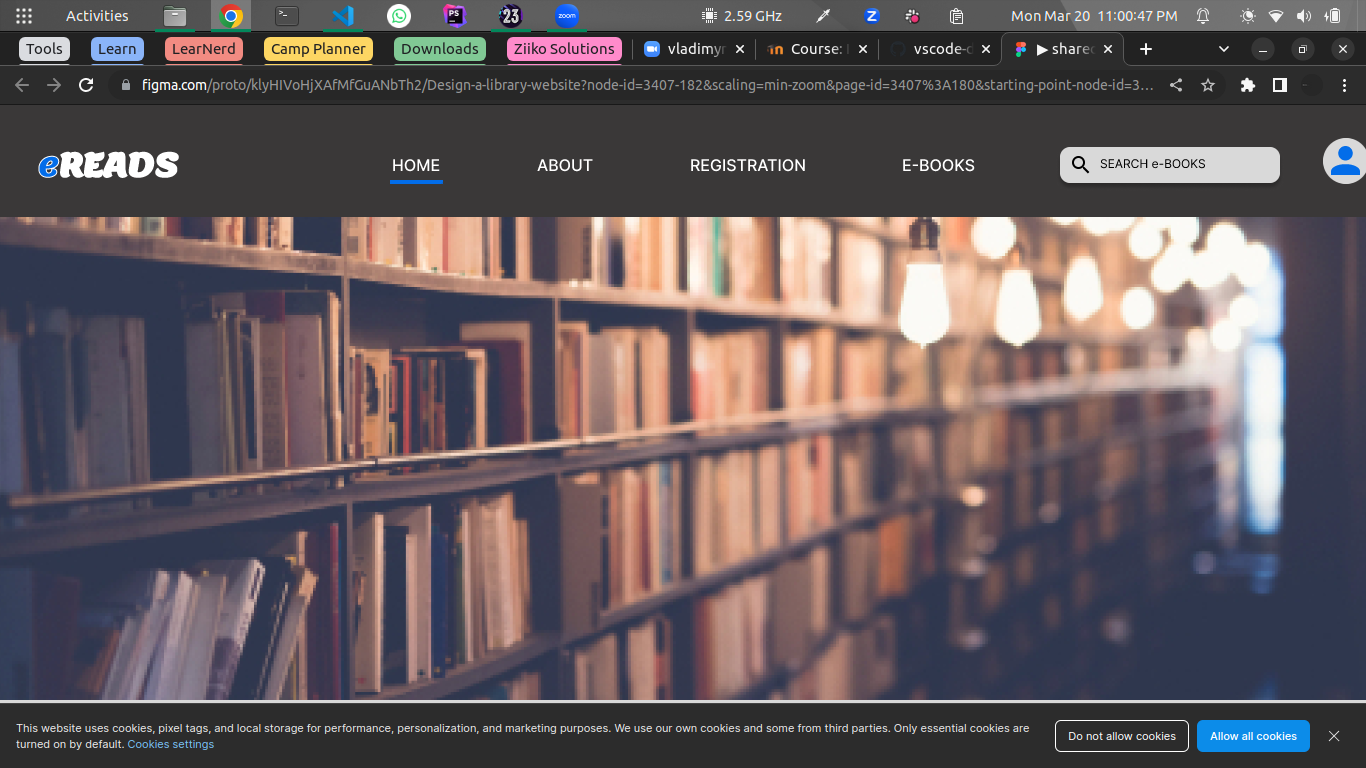 Activities
>_
PS
23
zoom
2.59 GHz
Z
Mon Mar 20 11:00:47 PM
Tools
Learn
LearNerd
Camp Planner
Downloads
Ziiko Solutions
vladimyr
Course:
vscode-d
▶ shared
figma.com/proto/klyHIVoHjXAfMfGuANbTh2/Design-a-library-website?node-id=3407-182&scaling=min-zoom&page-id=3407%3A180&starting-point-node-id=3...
eREADS
HOME
ABOUT
REGISTRATION
E-BOOKS
SEARCH e-BOOKS
This website uses cookies, pixel tags, and local storage for performance, personalization, and marketing purposes. We use our own cookies and some from third parties. Only essential cookies are
turned on by default. Cookies settings
Do not allow cookies
Allow all cookies